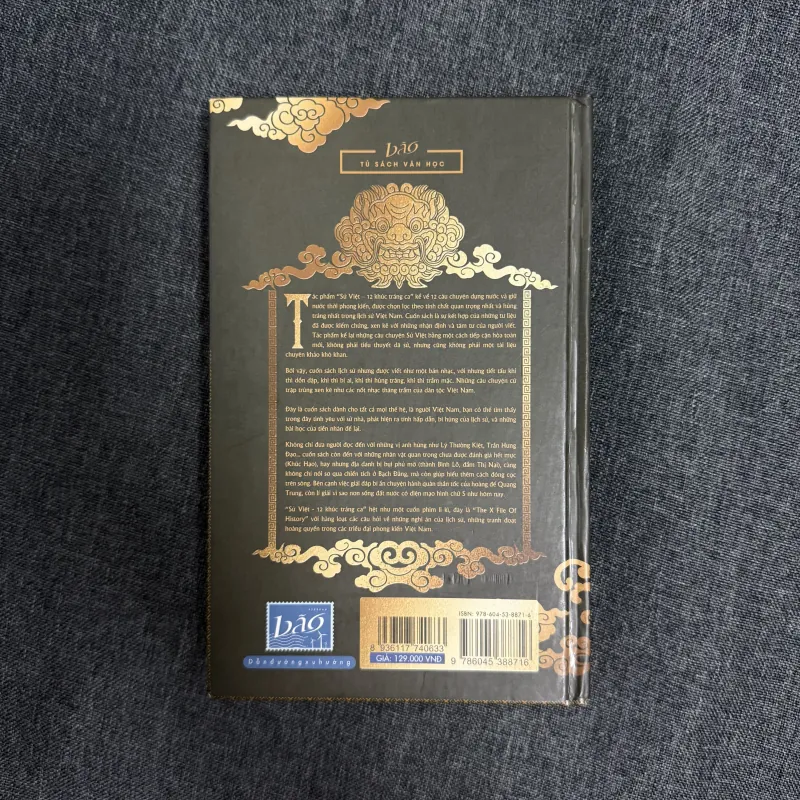 bão
TỦ SÁCH VĂN HỌC
Tác phẩm "Sử Việt - 12 khúc tráng ca" kể về 12 câu chuyện dựng nước và giữ
nước thời phong kiến, được chọn lọc theo tính chất quan trọng nhất và hùng
tráng nhất trong lịch sử Việt Nam. Cuốn sách là sự kết hợp của những tư liệu
đã được kiểm chứng, xen kẽ với những nhận định và tâm tư của người viết.
Tác phẩm kể lại những câu chuyện Sử Việt bằng một cách tiếp cận hóa toàn
mới, không phải tiểu thuyết dã sử, nhưng cũng không phải một tài liệu
chuyên khảo khô khan.
Bởi vậy, cuốn sách lịch sử nhưng được viết như một bản nhạc, với những tiết tấu khi
thì dồn dập, khi thì bi ai, khi thì hùng tráng, khi thì trầm mặc. Những câu chuyện cứ
trập trùng xen kẽ như các nốt nhạc thăng trầm của dân tộc Việt Nam.
Đây là cuốn sách dành cho tất cả mọi thế hệ, là người Việt Nam, bạn có thể tìm thấy
trong đây tình yêu với sử nhà, phát hiện ra tính hấp dẫn, bi hùng của lịch sử, và những
bài học của tiền nhân để lại.
Không chỉ đưa người đọc đến với những vị anh hùng như Lý Thường Kiệt, Trần Hưng
Đạo... cuốn sách còn đến với những nhân vật quan trọng chưa được đánh giá hết mực
(Khúc Hạo), hay những địa danh bị bụi phủ mờ (thành Bình Lỗ, đầm Thị Nại), càng
không chỉ nói sơ qua chiến tích ở Bạch Đằng, mà còn giúp hiểu thêm cách đóng cọc
trên sông. Bên cạnh việc giải đáp bí ẩn chuyện hành quân thần tốc của hoàng đế Quang
Trung, còn lí giải vì sao non sông đất nước có diện mạo hình chữ S như hôm nay.
"Sử Việt - 12 khúc tráng ca" hệt như một cuốn phim li kì, đây là "The X File Of
History" với hàng loạt các câu hỏi về những nghi án của lịch sử, những tranh đoạt
hoàng quyền trong các triều đại phong kiến Việt Nam.
bão
Dẫnđườngxuhướng
8 936117 740633
GIÁ: 129.000 VNĐ
ISBN: 978-604-53-8871-6
9 786045 388716